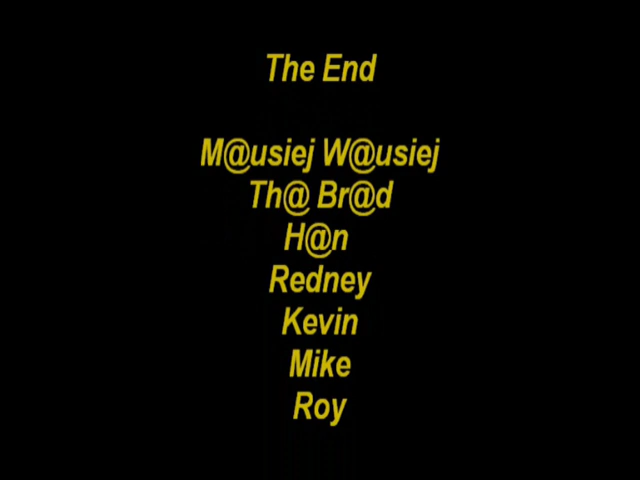 The End
M@usiej W@usiej
Th@ Br@d
H@n
Redney
Kevin
Mike
Roy